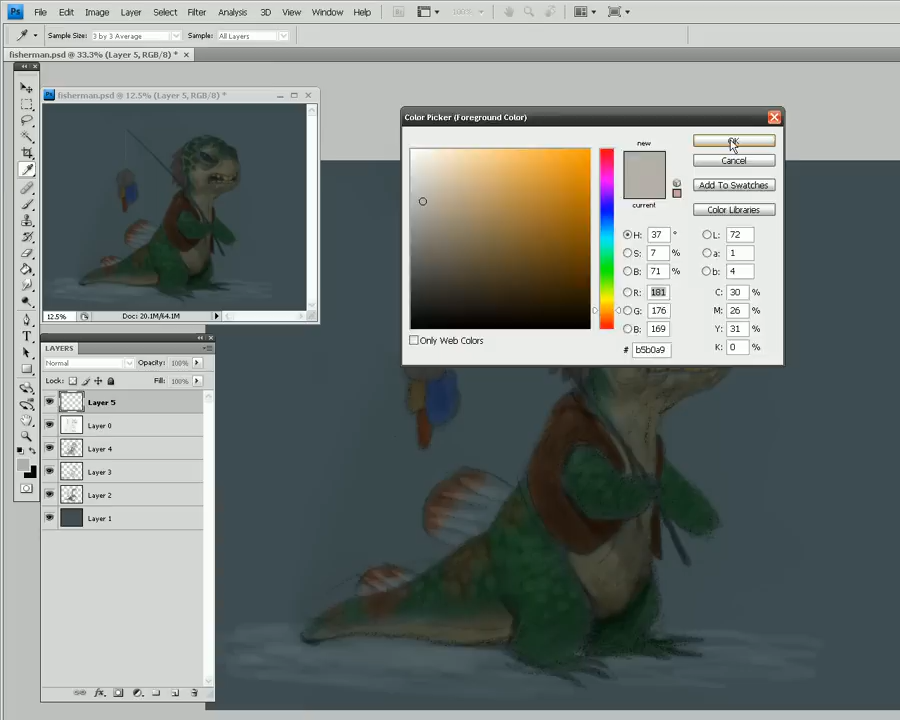 Ps File Edit Image Layer Select Filter Analysis 3D View Window Help 100%
Sample Size: 3 by 3 Average Sample: All Layers
fisherman.psd @ 33.3% (Layer 5, RGB/8) * ×
Ps fisherman.psd @ 12.5% (Layer 5, RGB/8) *
12.5% Doc: 20.1M/64.1M
LAYERS
Normal Opacity: 100%
Lock: Fill: 100%
Layer 5
Layer 0
Layer 4
Layer 3
Layer 2
Layer 1
Color Picker (Foreground Color)
new
current
OK
Cancel
Add To Swatches
Color Libraries
H: 37 ° L: 72
S: 7 % a: 1
B: 71 % b: 4
R: 181 C: 30 %
G: 176 M: 26 %
B: 169 Y: 31 %
# b5b0a9 K: 0 %
Only Web Colors
T